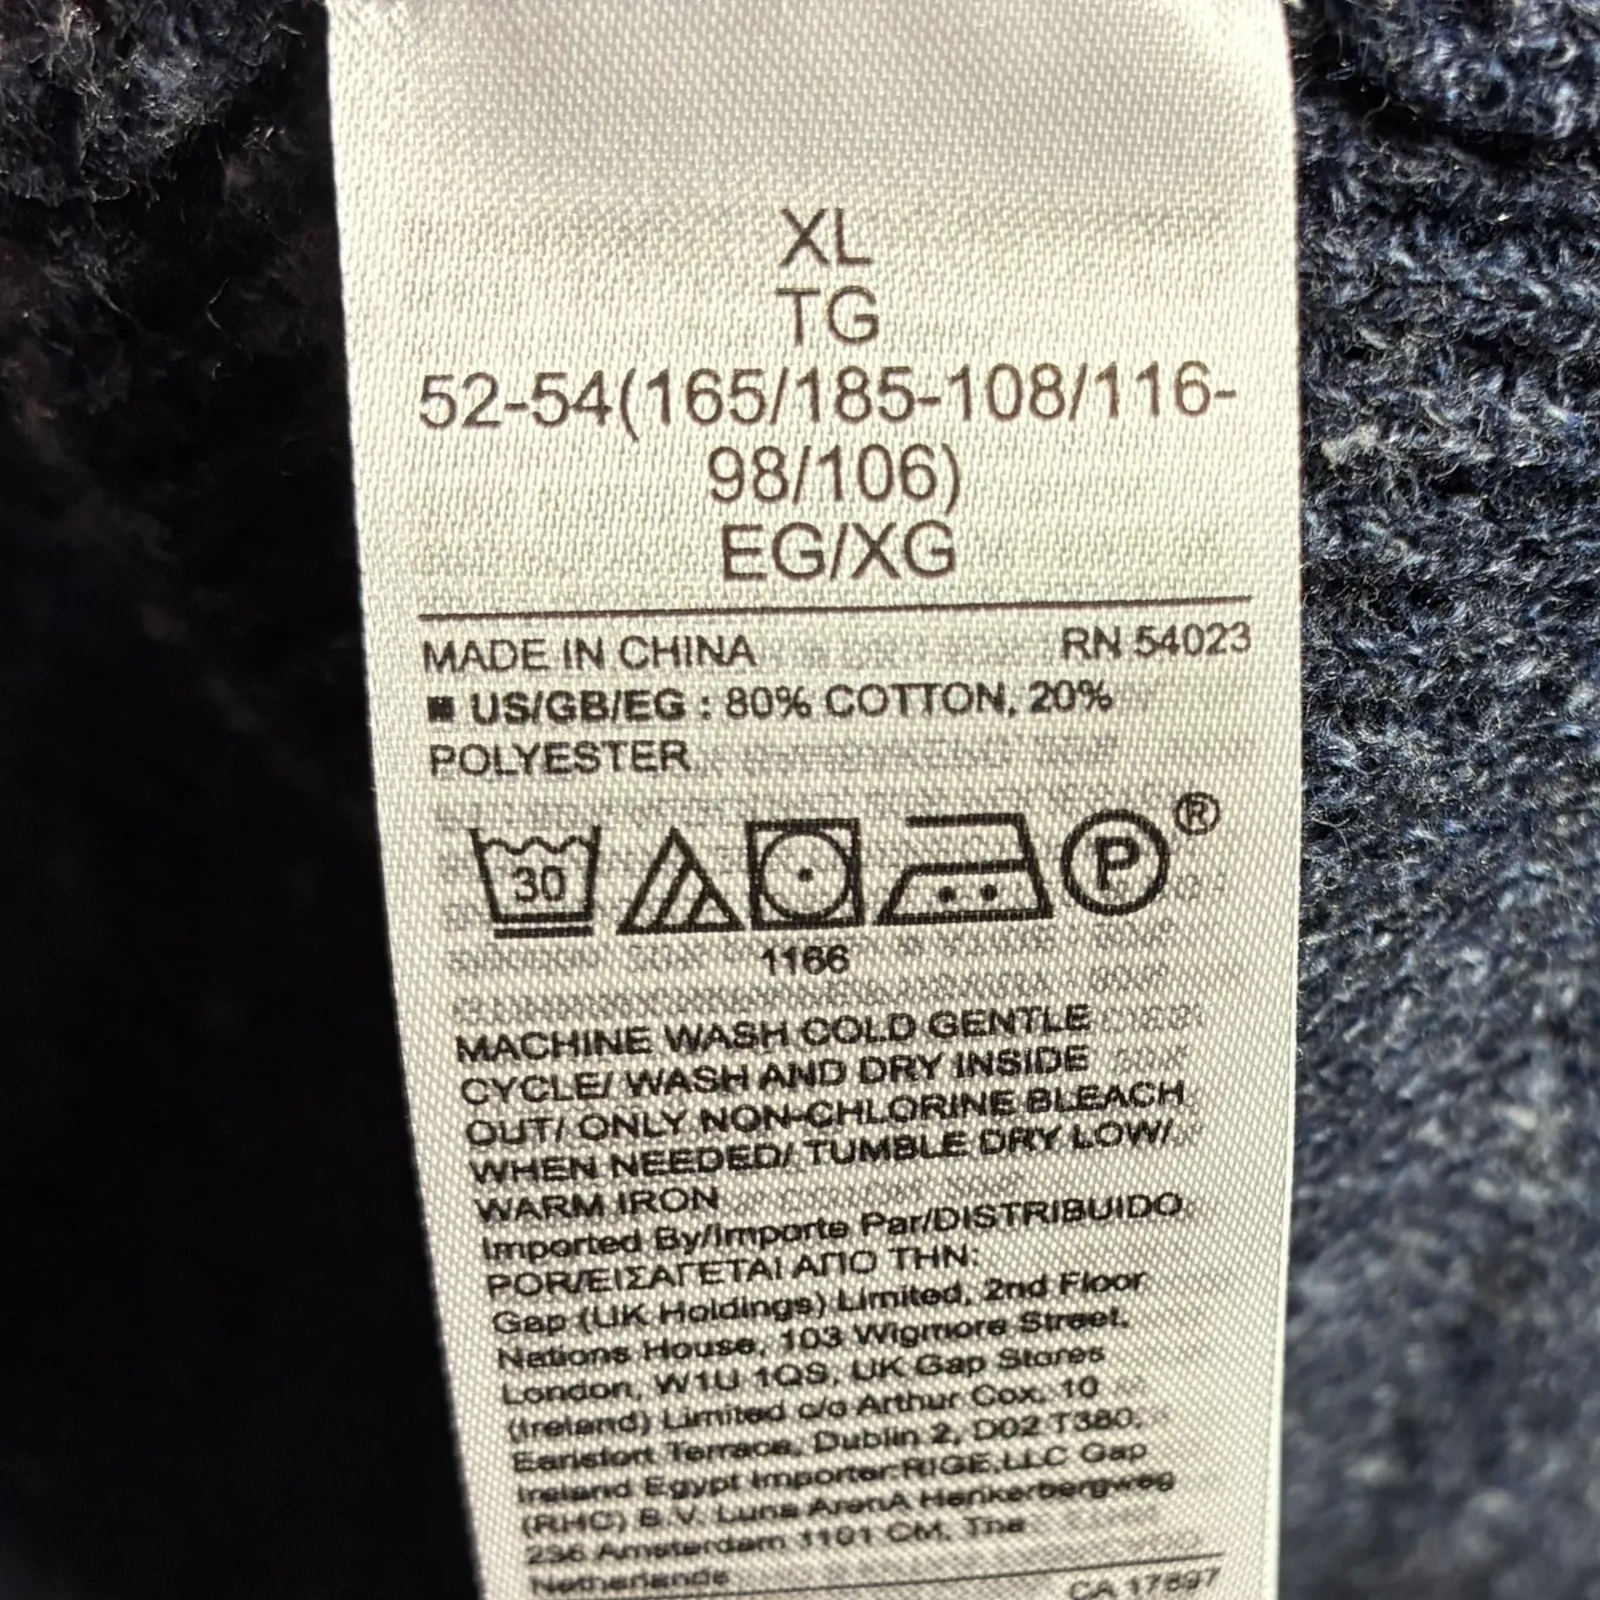 XL
TG
52-54(165/185-108/116-
98/106)
EG/XG
MADE IN CHINA RN 54023
■ US/GB/EG : 80% COTTON, 20%
POLYESTER
30 P ®
1166
MACHINE WASH COLD GENTLE
CYCLE/ WASH AND DRY INSIDE
OUT/ ONLY NON-CHLORINE BLEACH
WHEN NEEDED/ TUMBLE DRY LOW/
WARM IRON
Imported By/Importe Par/DISTRIBUIDO
POR/ΕΙΣΑΓΕΤΑΙ ΑΠΟ ΤΗΝ:
Gap (UK Holdings) Limited, 2nd Floor
Nations House, 103 Wigmore Street,
London, W1U 1QS, UK Gap Stores
(Ireland) Limited c/o Arthur Cox, 10
Earlsfort Terrace, Dublin 2, D02 T380,
Ireland Egypt Importer:RIGE,LLC Gap
(RHC) B.V. Luna ArenA Herikerbergweg
236 Amsterdam 1101 CM, The
Netherlands
CA 17897